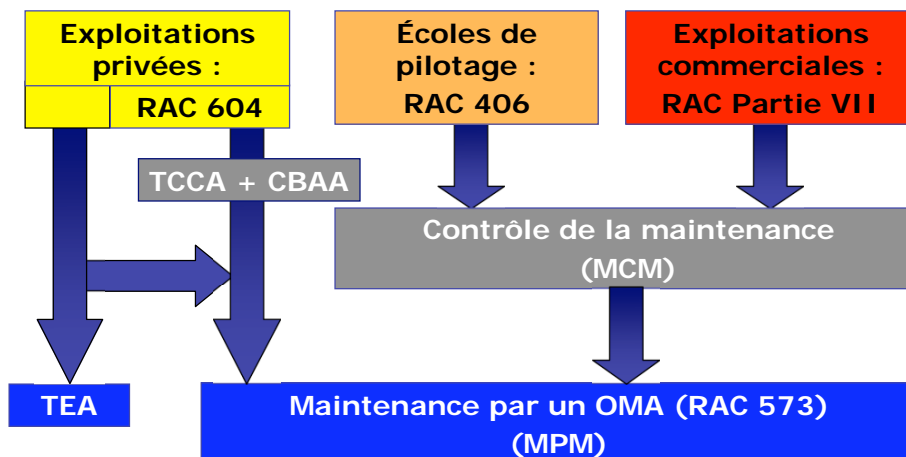 Exploitations
privées :
RAC 604
Écoles de
pilotage :
RAC 406
Exploitations
commerciales :
RAC Partie VII
TCCA + CBAA
Contrôle de la maintenance
(MCM)
TEA
Maintenance par un OMA (RAC 573)
(MPM)